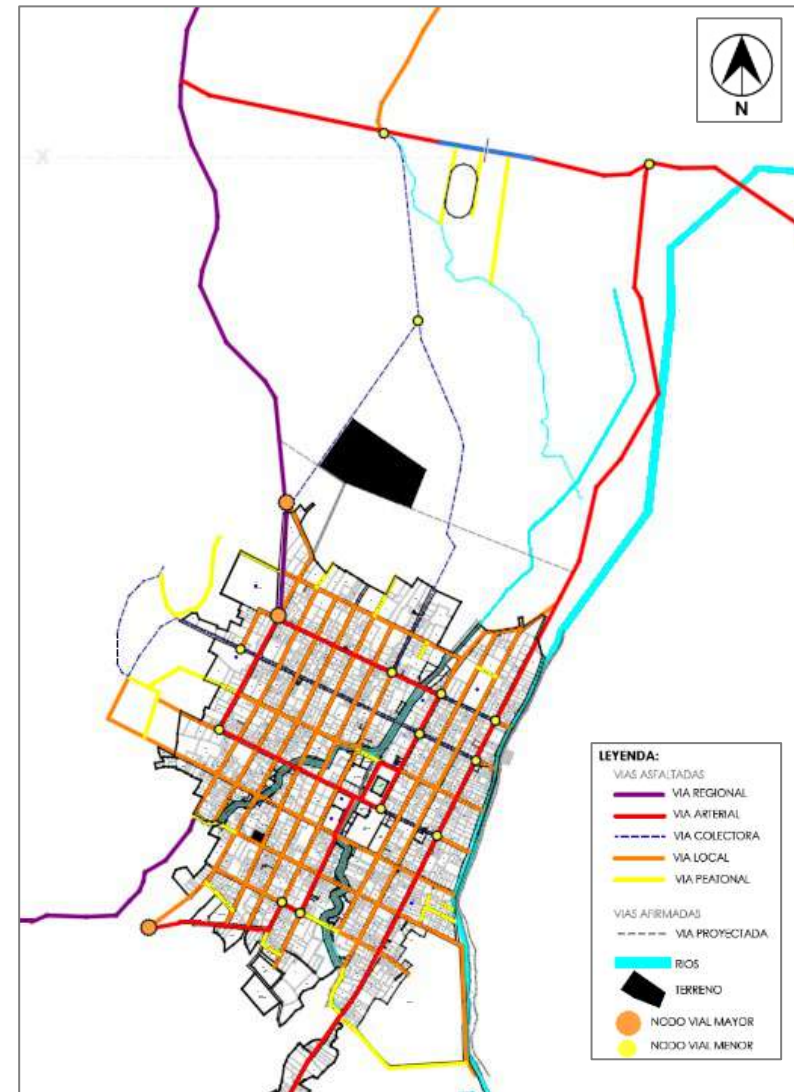 N
X
LEYENDA:
VIAS ASFALTADAS
VIA REGIONAL
VIA ARTERIAL
VIA COLECTORA
VIA LOCAL
VIA PEATONAL
VIAS AFIRMADAS
VIA PROYECTADA
RIOS
TERRENO
NODO VIAL MAYOR
NODO VIAL MENOR